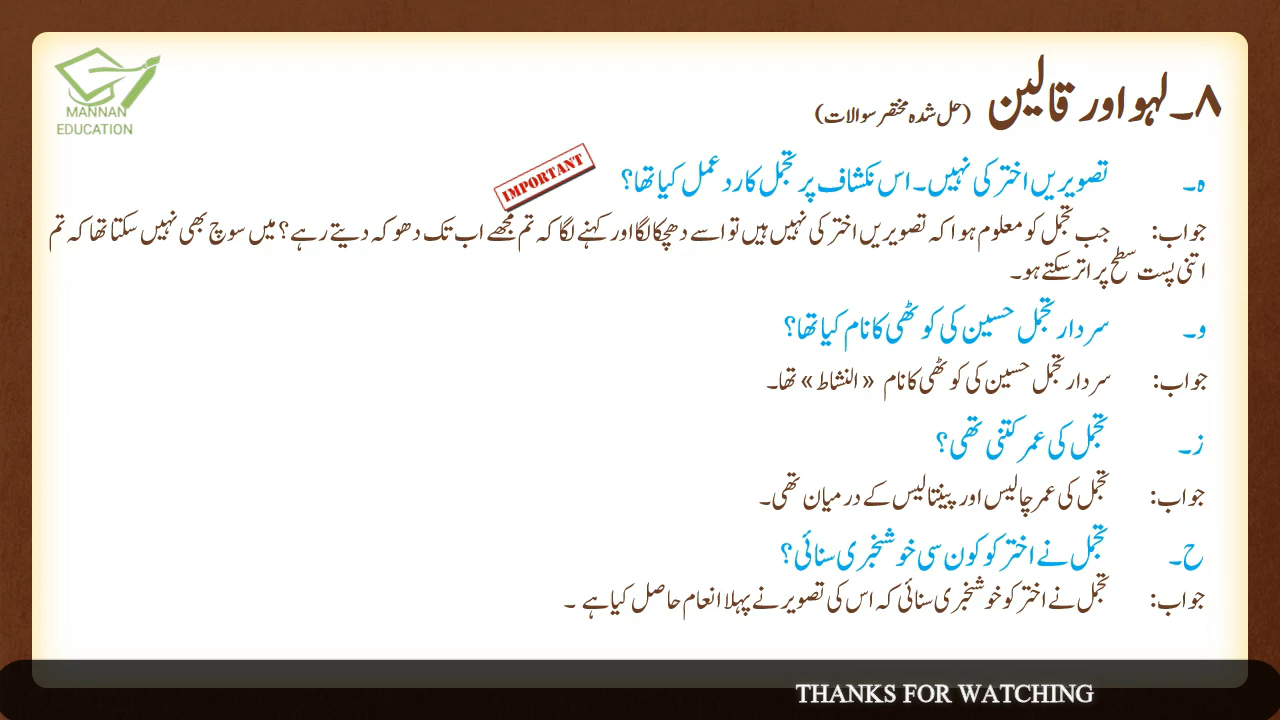 MANNAN
EDUCATION
۸۔ لہو اور قالین (حل شدہ مختصر سوالات)
ہ۔ تصویریں اختر کی نہیں۔ اس نکشاف پر تجمل کا رد عمل کیا تھا؟
IMPORTANT
جواب: جب تجمل کو معلوم ہوا کہ تصویریں اختر کی نہیں ہیں تو اسے دھچکا لگا اور کہنے لگا کہ تم مجھے اب تک دھوکہ دیتے رہے؟ میں سوچ بھی نہیں سکتا تھا کہ تم
اتنی پست سطح پر اتر سکتے ہو۔
و۔ سردار تجمل حسین کی کوٹھی کا نام کیا تھا؟
جواب: سردار تجمل حسین کی کوٹھی کا نام «النشاط» تھا۔
ز۔ تجمل کی عمر کتنی تھی؟
جواب: تجمل کی عمر چالیس اور پینتالیس کے درمیان تھی۔
ح۔ تجمل نے اختر کو کون سی خوشخبری سنائی؟
جواب: تجمل نے اختر کو خوشخبری سنائی کہ اس کی تصویر نے پہلا انعام حاصل کیا ہے ۔
THANKS FOR WATCHING